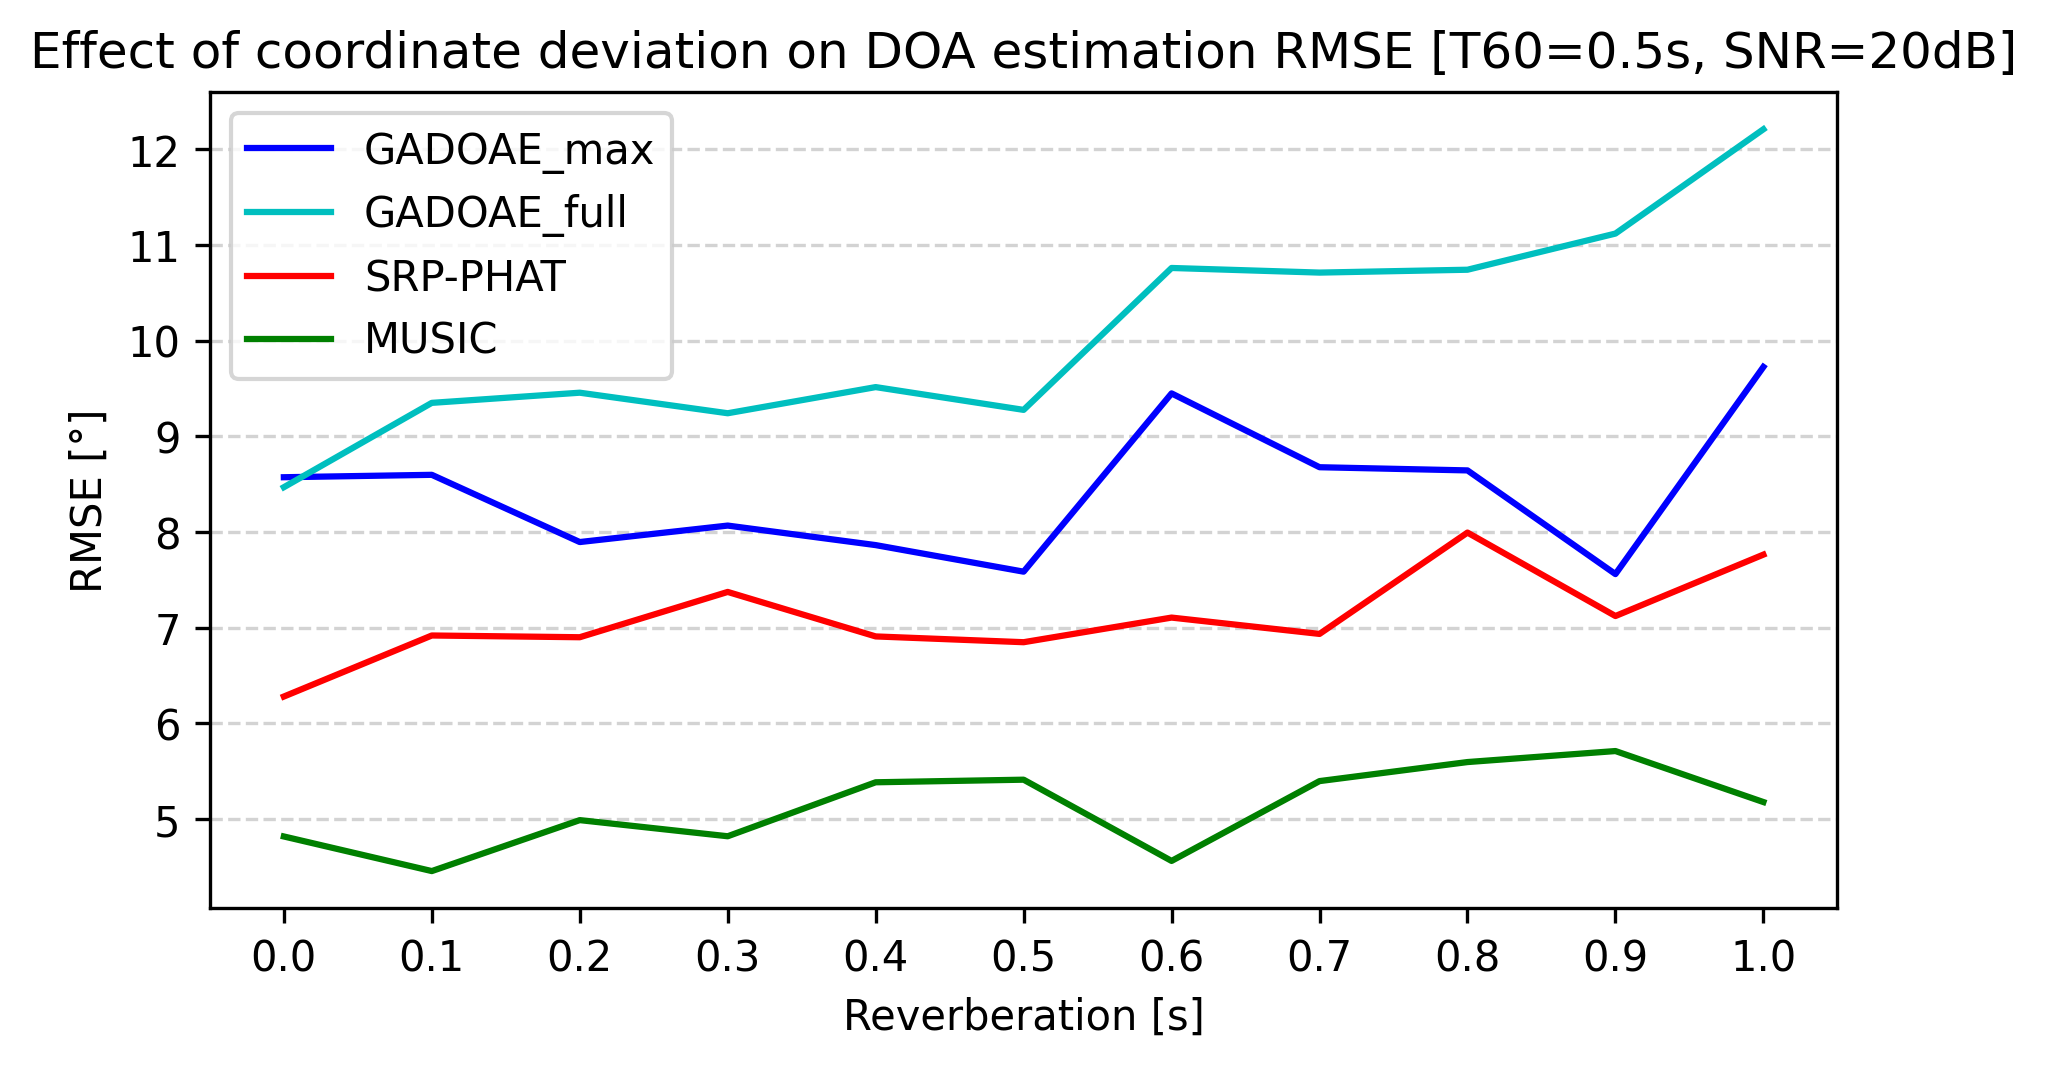 Effect of coordinate deviation on DOA estimation RMSE [T60=0.5s, SNR=20dB]
GADOAE_max
GADOAE_full
SRP-PHAT
MUSIC
12
11
10
9
8
7
6
5
RMSE [°]
0.0 0.1 0.2 0.3 0.4 0.5 0.6 0.7 0.8 0.9 1.0
Reverberation [s]